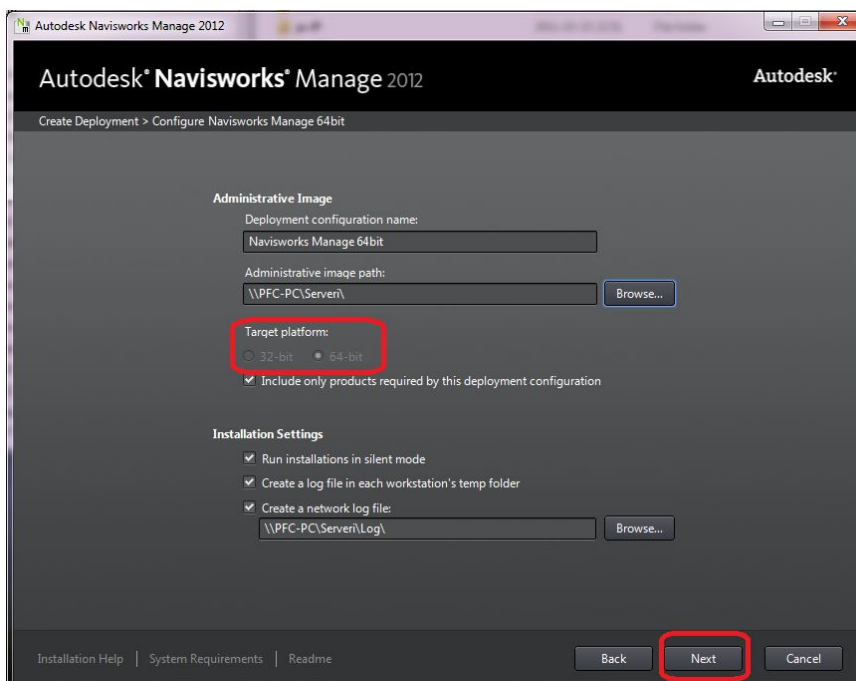 Autodesk Navisworks Manage 2012
Autodesk® Navisworks® Manage 2012
Autodesk®
Create Deployment > Configure Navisworks Manage 64bit
Administrative Image
Deployment configuration name:
Navisworks Manage 64bit
Administrative image path:
\\PFC-PC\Serveri\
Browse...
Target platform:
32-bit 64-bit
Include only products required by this deployment configuration
Installation Settings
Run installations in silent mode
Create a log file in each workstation's temp folder
Create a network log file:
\\PFC-PC\Serveri\Log\
Browse...
Installation Help | System Requirements | Readme
Back Next Cancel